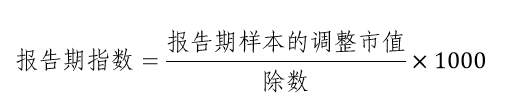 报告期指数 = 报告期样本的调整市值 / 除数 × 1000